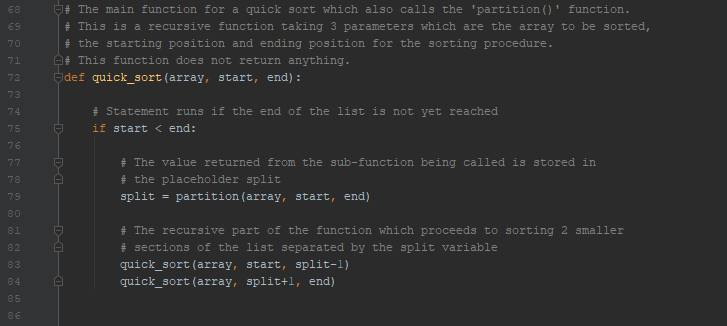 68 # The main function for a quick sort which also calls the 'partition()' function.
69 # This is a recursive function taking 3 parameters which are the array to be sorted,
70 # the starting position and ending position for the sorting procedure.
71 # This function does not return anything.
72 def quick_sort(array, start, end):
73
74 # Statement runs if the end of the list is not yet reached
75 if start < end:
76
77 # The value returned from the sub-function being called is stored in
78 # the placeholder split
79 split = partition(array, start, end)
80
81 # The recursive part of the function which proceeds to sorting 2 smaller
82 # sections of the list separated by the split variable
83 quick_sort(array, start, split-1)
84 quick_sort(array, split+1, end)
85
86